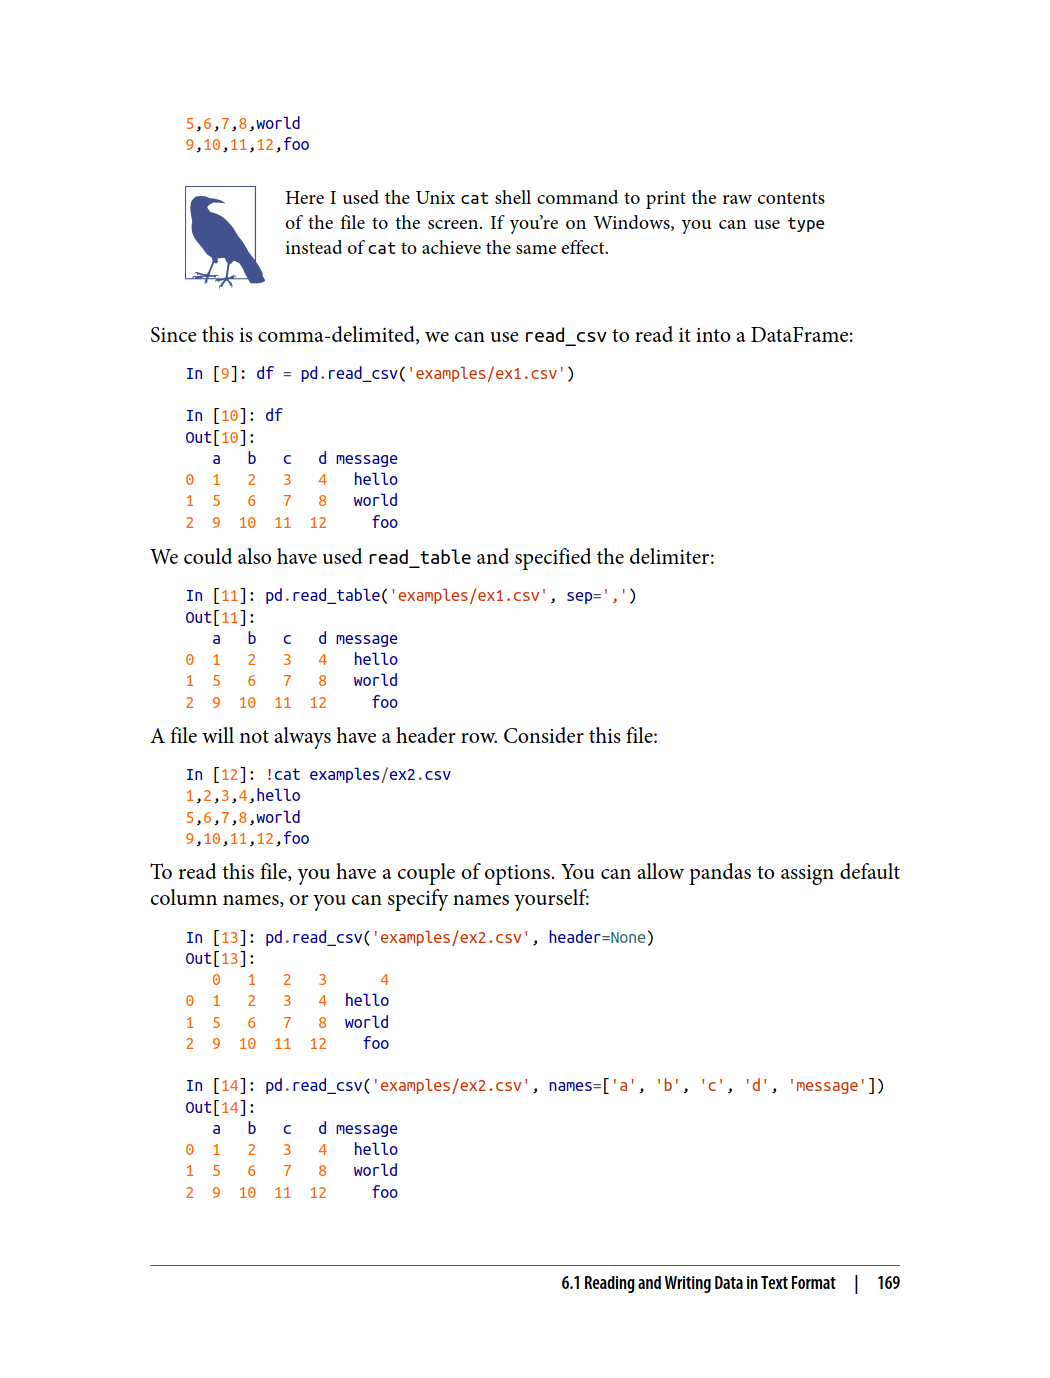 5,6,7,8,world
9,10,11,12,foo
Here I used the Unix cat shell command to print the raw contents
of the file to the screen. If you’re on Windows, you can use type
instead of cat to achieve the same effect.
Since this is comma-delimited, we can use read_csv to read it into a DataFrame:
In [9]: df = pd.read_csv('examples/ex1.csv')
In [10]: df
Out[10]:
   a   b   c   d message
0  1   2   3   4   hello
1  5   6   7   8   world
2  9  10  11  12     foo
We could also have used read_table and specified the delimiter:
In [11]: pd.read_table('examples/ex1.csv', sep=',')
Out[11]:
   a   b   c   d message
0  1   2   3   4   hello
1  5   6   7   8   world
2  9  10  11  12     foo
A file will not always have a header row. Consider this file:
In [12]: !cat examples/ex2.csv
1,2,3,4,hello
5,6,7,8,world
9,10,11,12,foo
To read this file, you have a couple of options. You can allow pandas to assign default
column names, or you can specify names yourself:
In [13]: pd.read_csv('examples/ex2.csv', header=None)
Out[13]:
   0   1   2   3      4
0  1   2   3   4  hello
1  5   6   7   8  world
2  9  10  11  12    foo
In [14]: pd.read_csv('examples/ex2.csv', names=['a', 'b', 'c', 'd', 'message'])
Out[14]:
   a   b   c   d message
0  1   2   3   4   hello
1  5   6   7   8   world
2  9  10  11  12     foo
6.1 Reading and Writing Data in Text Format | 169